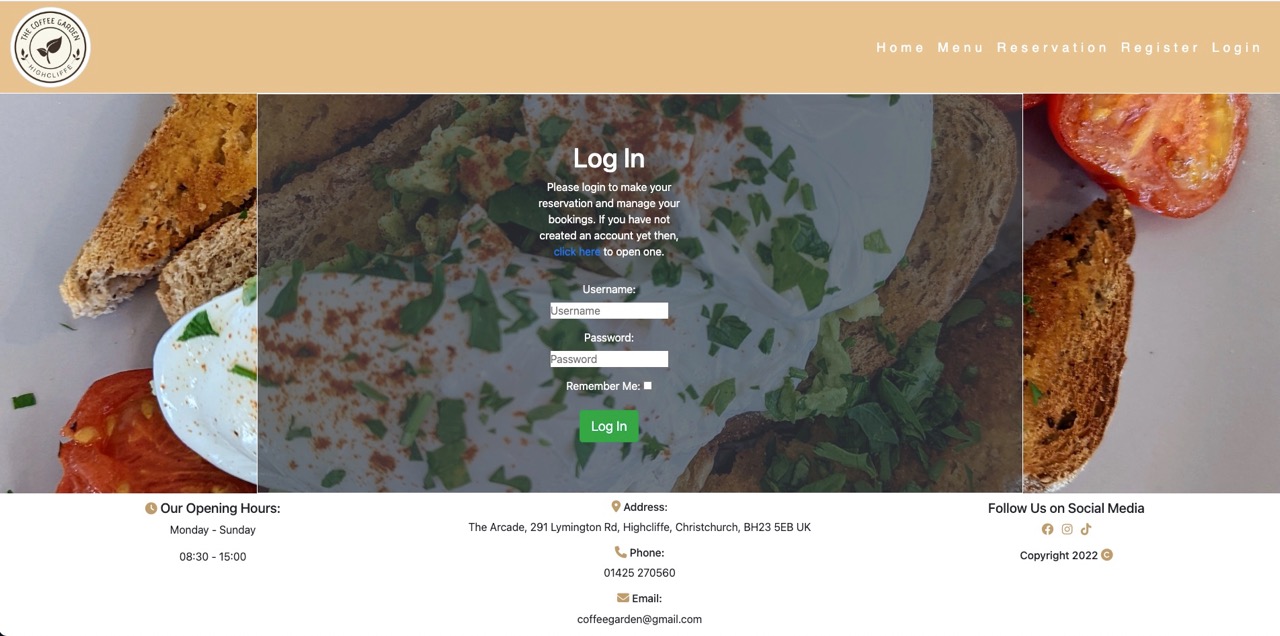 THE COFFEE GARDEN
HIGHCLIFFE
Home Menu Reservation Register Login
Log In
Please login to make your
reservation and manage your
bookings. If you have not
created an account yet then,
click here to open one.
Username:
Username
Password:
Password
Remember Me:
Log In
Our Opening Hours:
Monday - Sunday
08:30 - 15:00
Address:
The Arcade, 291 Lymington Rd, Highcliffe, Christchurch, BH23 5EB UK
Phone:
01425 270560
Email:
coffeegarden@gmail.com
Follow Us on Social Media
Copyright 2022 C